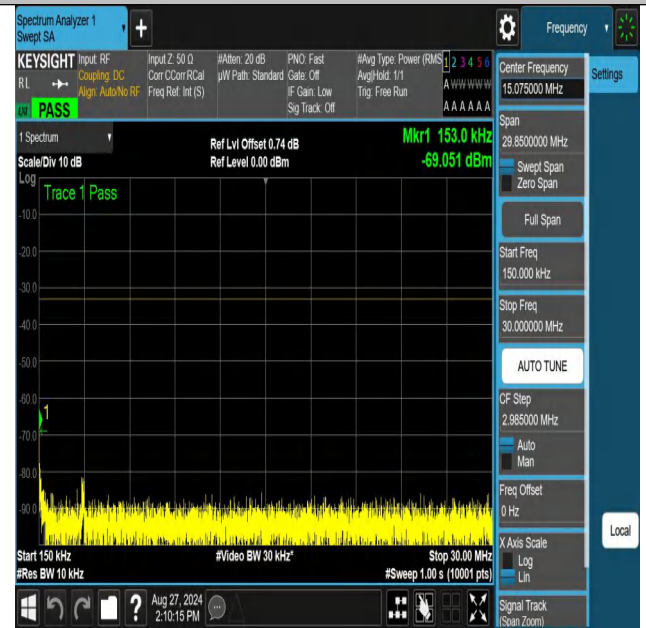 Spectrum Analyzer 1
Swept SA
+
Frequency
KEYSIGHT
R L
LXI
PASS
Input: RF
Coupling: DC
Align: Auto/No RF
Input Z: 50 Ω
Corr CCorr RCal
Freq Ref: Int (S)
#Atten: 20 dB
µW Path: Standard
PNO: Fast
Gate: Off
IF Gain: Low
Sig Track: Off
#Avg Type: Power (RMS
Avg|Hold: 1/1
Trig: Free Run
1 2 3 4 5 6
A W W W W W
A A A A A A
1 Spectrum
Scale/Div 10 dB
Ref Lvl Offset 0.74 dB
Ref Level 0.00 dBm
Mkr1 153.0 kHz
-69.051 dBm
Log
Trace 1 Pass
-10.0
-20.0
-30.0
-40.0
-50.0
-60.0
1
-70.0
-80.0
-90.0
Start 150 kHz
#Res BW 10 kHz
#Video BW 30 kHz*
Stop 30.00 MHz
#Sweep 1.00 s (10001 pts)
?
Aug 27, 2024
2:10:15 PM
Center Frequency
15.075000 MHz
Settings
Span
29.8500000 MHz
Swept Span
Zero Span
Full Span
Start Freq
150.000 kHz
Stop Freq
30.000000 MHz
AUTO TUNE
CF Step
2.985000 MHz
Auto
Man
Freq Offset
0 Hz
Local
X Axis Scale
Log
Lin
Signal Track
(Span Zoom)